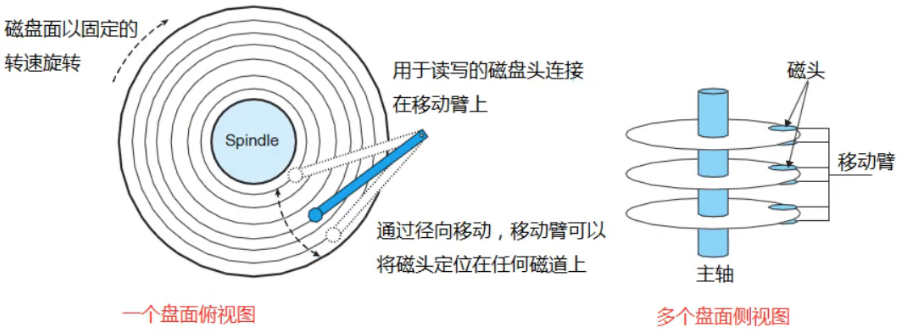 磁盘面以固定的
转速旋转
用于读写的磁盘头连接
在移动臂上
Spindle
通过径向移动，移动臂可以
将磁头定位在任何磁道上
一个盘面俯视图
磁头
移动臂
主轴
多个盘面侧视图